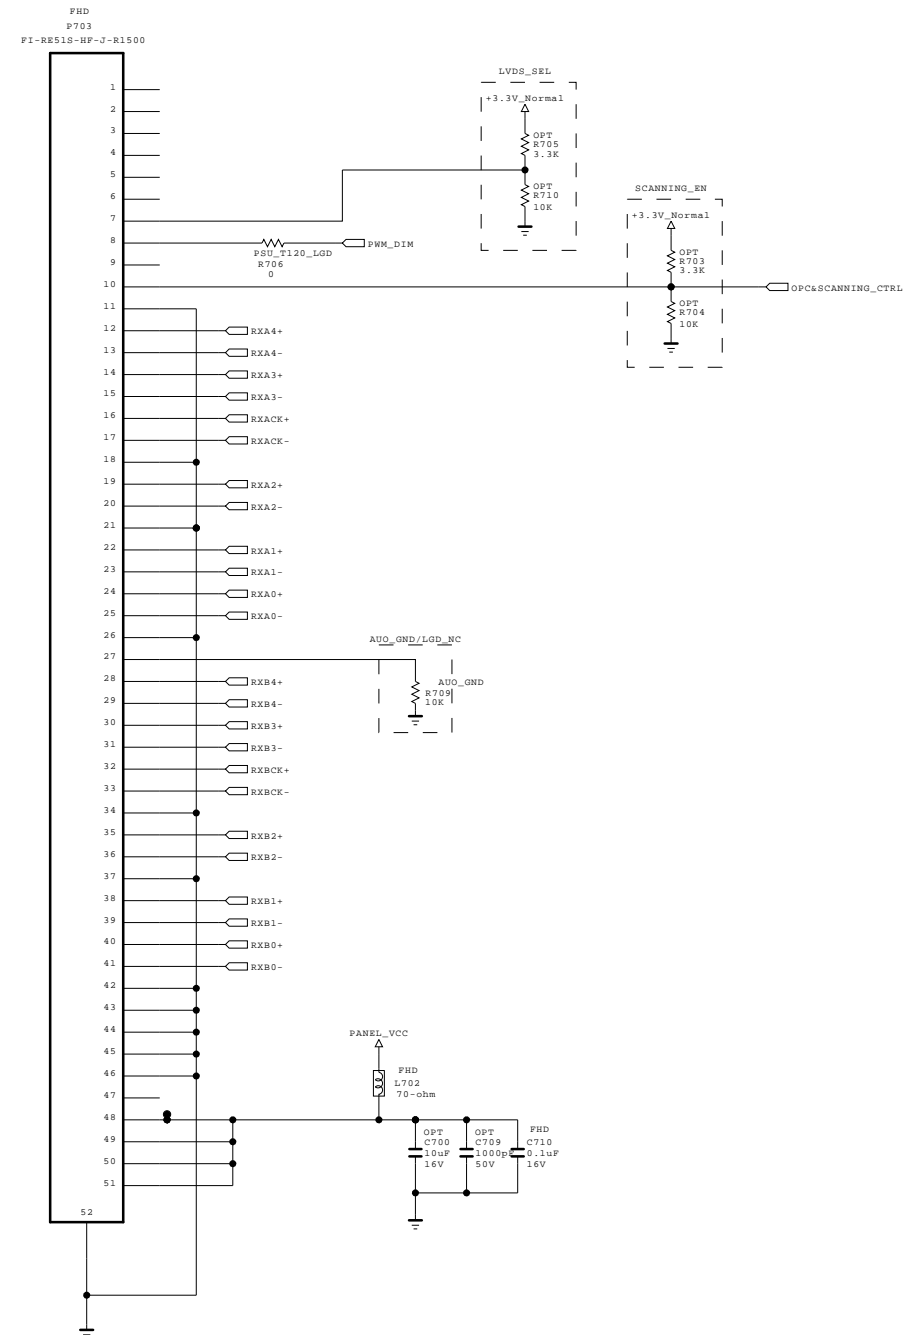 FHD
P703
FI-RE51S-HF-J-R1500
LVDS_SEL
+3.3V_Normal
OPT
R705
3.3K
OPT
R710
10K
SCANNING_EN
+3.3V_Normal
OPT
R703
3.3K
OPC&SCANNING_CTRL
OPT
R704
10K
1
2
3
4
5
6
7
8
PWM_DIM
PSU_T120_LGD
R706
0
9
10
11
12 RXA4+
13 RXA4-
14 RXA3+
15 RXA3-
16 RXACK+
17 RXACK-
18
19 RXA2+
20 RXA2-
21
22 RXA1+
23 RXA1-
24 RXA0+
25 RXA0-
26
AUO_GND/LGD_NC
27
28 RXB4+
AUO_GND
R709
10K
29 RXB4-
30 RXB3+
31 RXB3-
32 RXBCK+
33 RXBCK-
34
35 RXB2+
36 RXB2-
37
38 RXB1+
39 RXB1-
40 RXB0+
41 RXB0-
42
43
44
45
46
47
48
49
50
51
52
PANEL_VCC
FHD
L702
70-ohm
OPT
C700
10uF
16V
OPT
C709
1000pF
50V
FHD
C710
0.1uF
16V